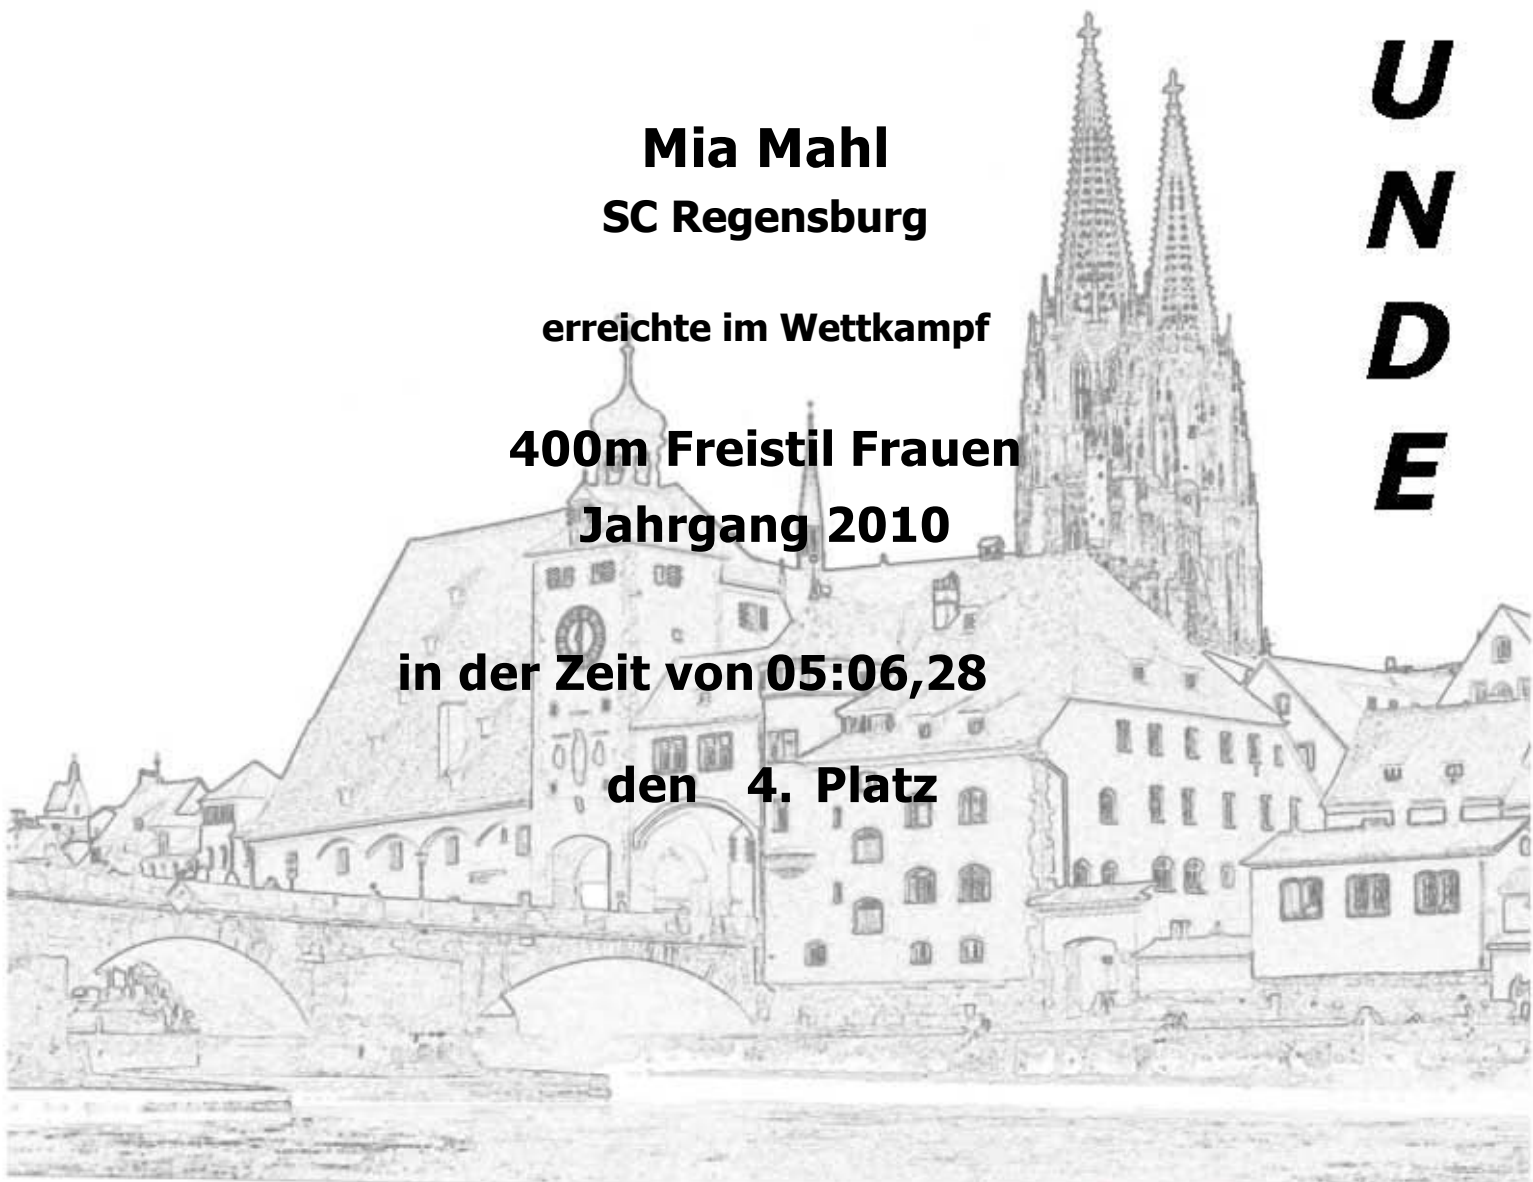 Mia Mahl
SC Regensburg
erreichte im Wettkampf
400m Freistil Frauen
Jahrgang 2010
in der Zeit von 05:06,28
den 4. Platz
U
N
D
E